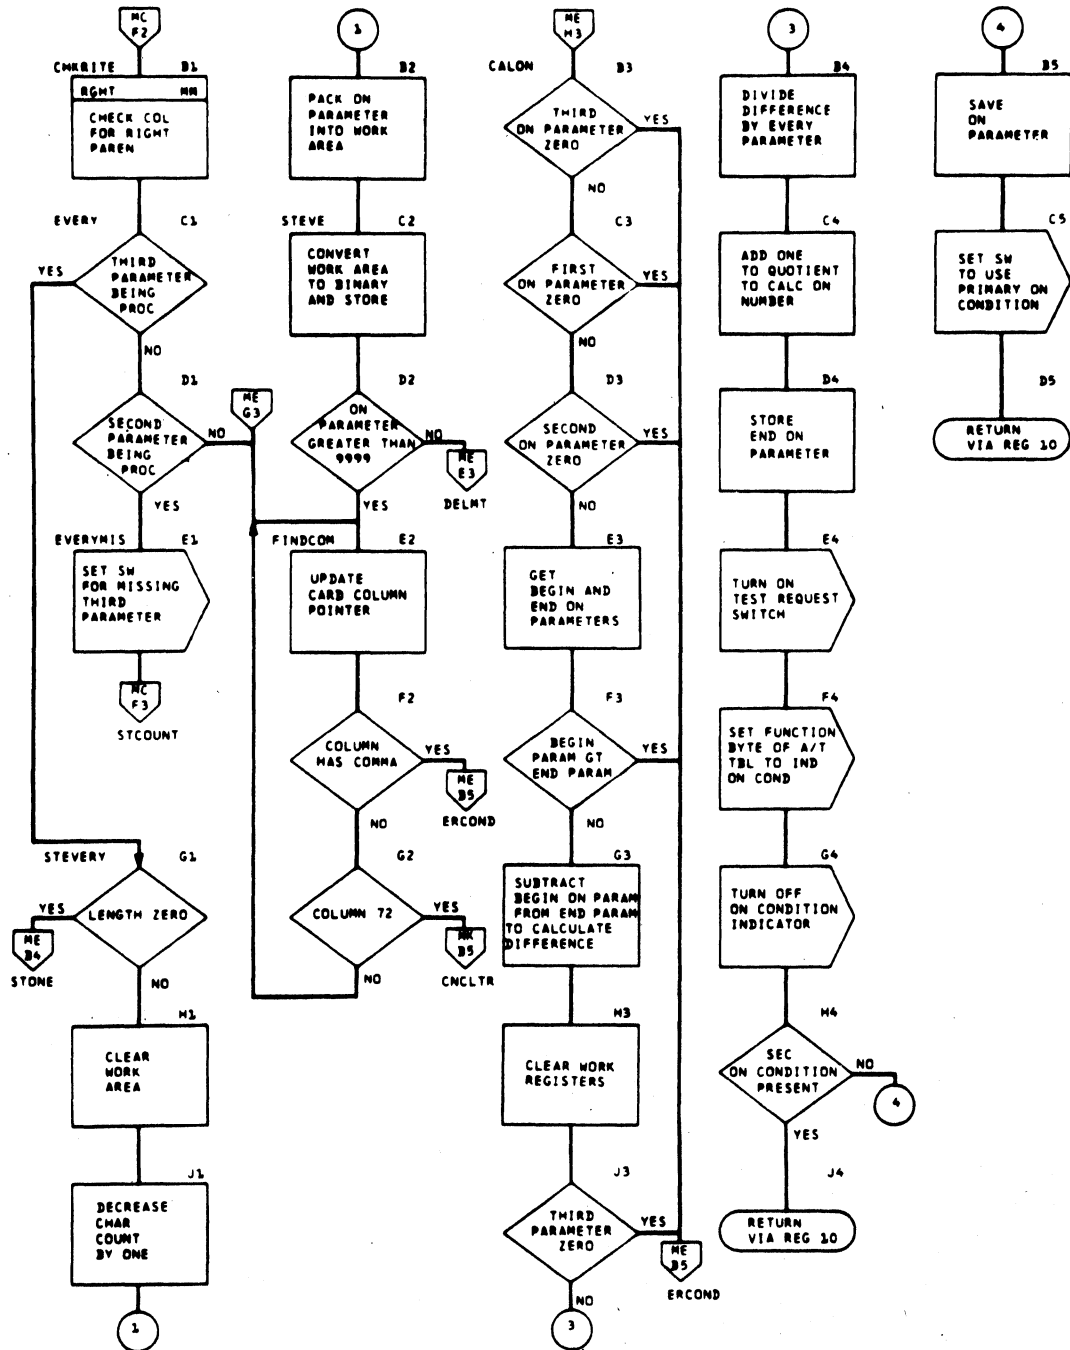 MC
F2
CHKRITE B1
RGHT MM
CHECK COL
FOR RIGHT
PAREN
EVERY C1
YES
THIRD
PARAMETER
BEING
PROC
NO
D1
SECOND
PARAMETER
BEING
PROC
NO
ME
G3
YES
EVERYMIS E1
SET SW
FOR MISSING
THIRD
PARAMETER
MC
F3
STCOUNT
STEVERY G1
YES
LENGTH ZERO
ME
B4
STONE
NO
H1
CLEAR
WORK
AREA
J1
DECREASE
CHAR
COUNT
BY ONE
1
1
B2
PACK ON
PARAMETER
INTO WORK
AREA
STEVE C2
CONVERT
WORK AREA
TO BINARY
AND STORE
D2
ON
PARAMETER
GREATER THAN
9999
NO
ME
E3
DELMT
YES
FINDCOM E2
UPDATE
CARB COLUMN
POINTER
F2
COLUMN
HAS COMMA
YES
ME
B5
ERCOND
NO
G2
COLUMN 72
YES
MK
B5
CNCLTR
NO
ME
H3
CALON B3
THIRD
ON PARAMETER
ZERO
YES
NO
C3
FIRST
ON PARAMETER
ZERO
YES
NO
D3
SECOND
ON PARAMETER
ZERO
YES
NO
E3
GET
BEGIN AND
END ON
PARAMETERS
F3
BEGIN
PARAM GT
END PARAM
YES
NO
G3
SUBTRACT
BEGIN ON PARAM
FROM END PARAM
TO CALCULATE
DIFFERENCE
H3
CLEAR WORK
REGISTERS
J3
THIRD
PARAMETER
ZERO
YES
ME
B5
ERCOND
NO
3
3
B4
DIVIDE
DIFFERENCE
BY EVERY
PARAMETER
C4
ADD ONE
TO QUOTIENT
TO CALC ON
NUMBER
D4
STORE
END ON
PARAMETER
E4
TURN ON
TEST REQUEST
SWITCH
F4
SET FUNCTION
BYTE OF A/T
TBL TO IND
ON COND
G4
TURN OFF
ON CONDITION
INDICATOR
H4
SEC
ON CONDITION
PRESENT
NO
4
YES
J4
RETURN
VIA REG 10
4
B5
SAVE
ON
PARAMETER
C5
SET SW
TO USE
PRIMARY ON
CONDITION
D5
RETURN
VIA REG 10